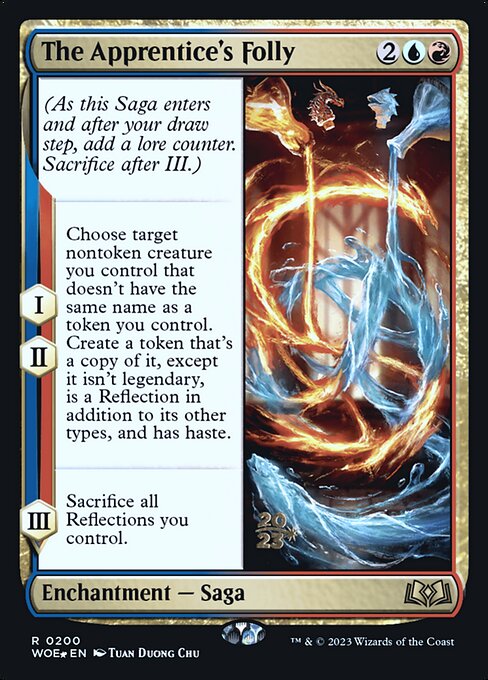 The Apprentice's Folly 2
(As this Saga enters
and after your draw
step, add a lore counter.
Sacrifice after III.)
I
II
Choose target
nontoken creature
you control that
doesn't have the
same name as a
token you control.
Create a token that's
a copy of it, except
it isn't legendary,
is a Reflection in
addition to its other
types, and has haste.
III
Sacrifice all
Reflections you
control.
20
23
Enchantment — Saga
R 0200
WOE★EN Tuan Duong Chu
™ & © 2023 Wizards of the Coast